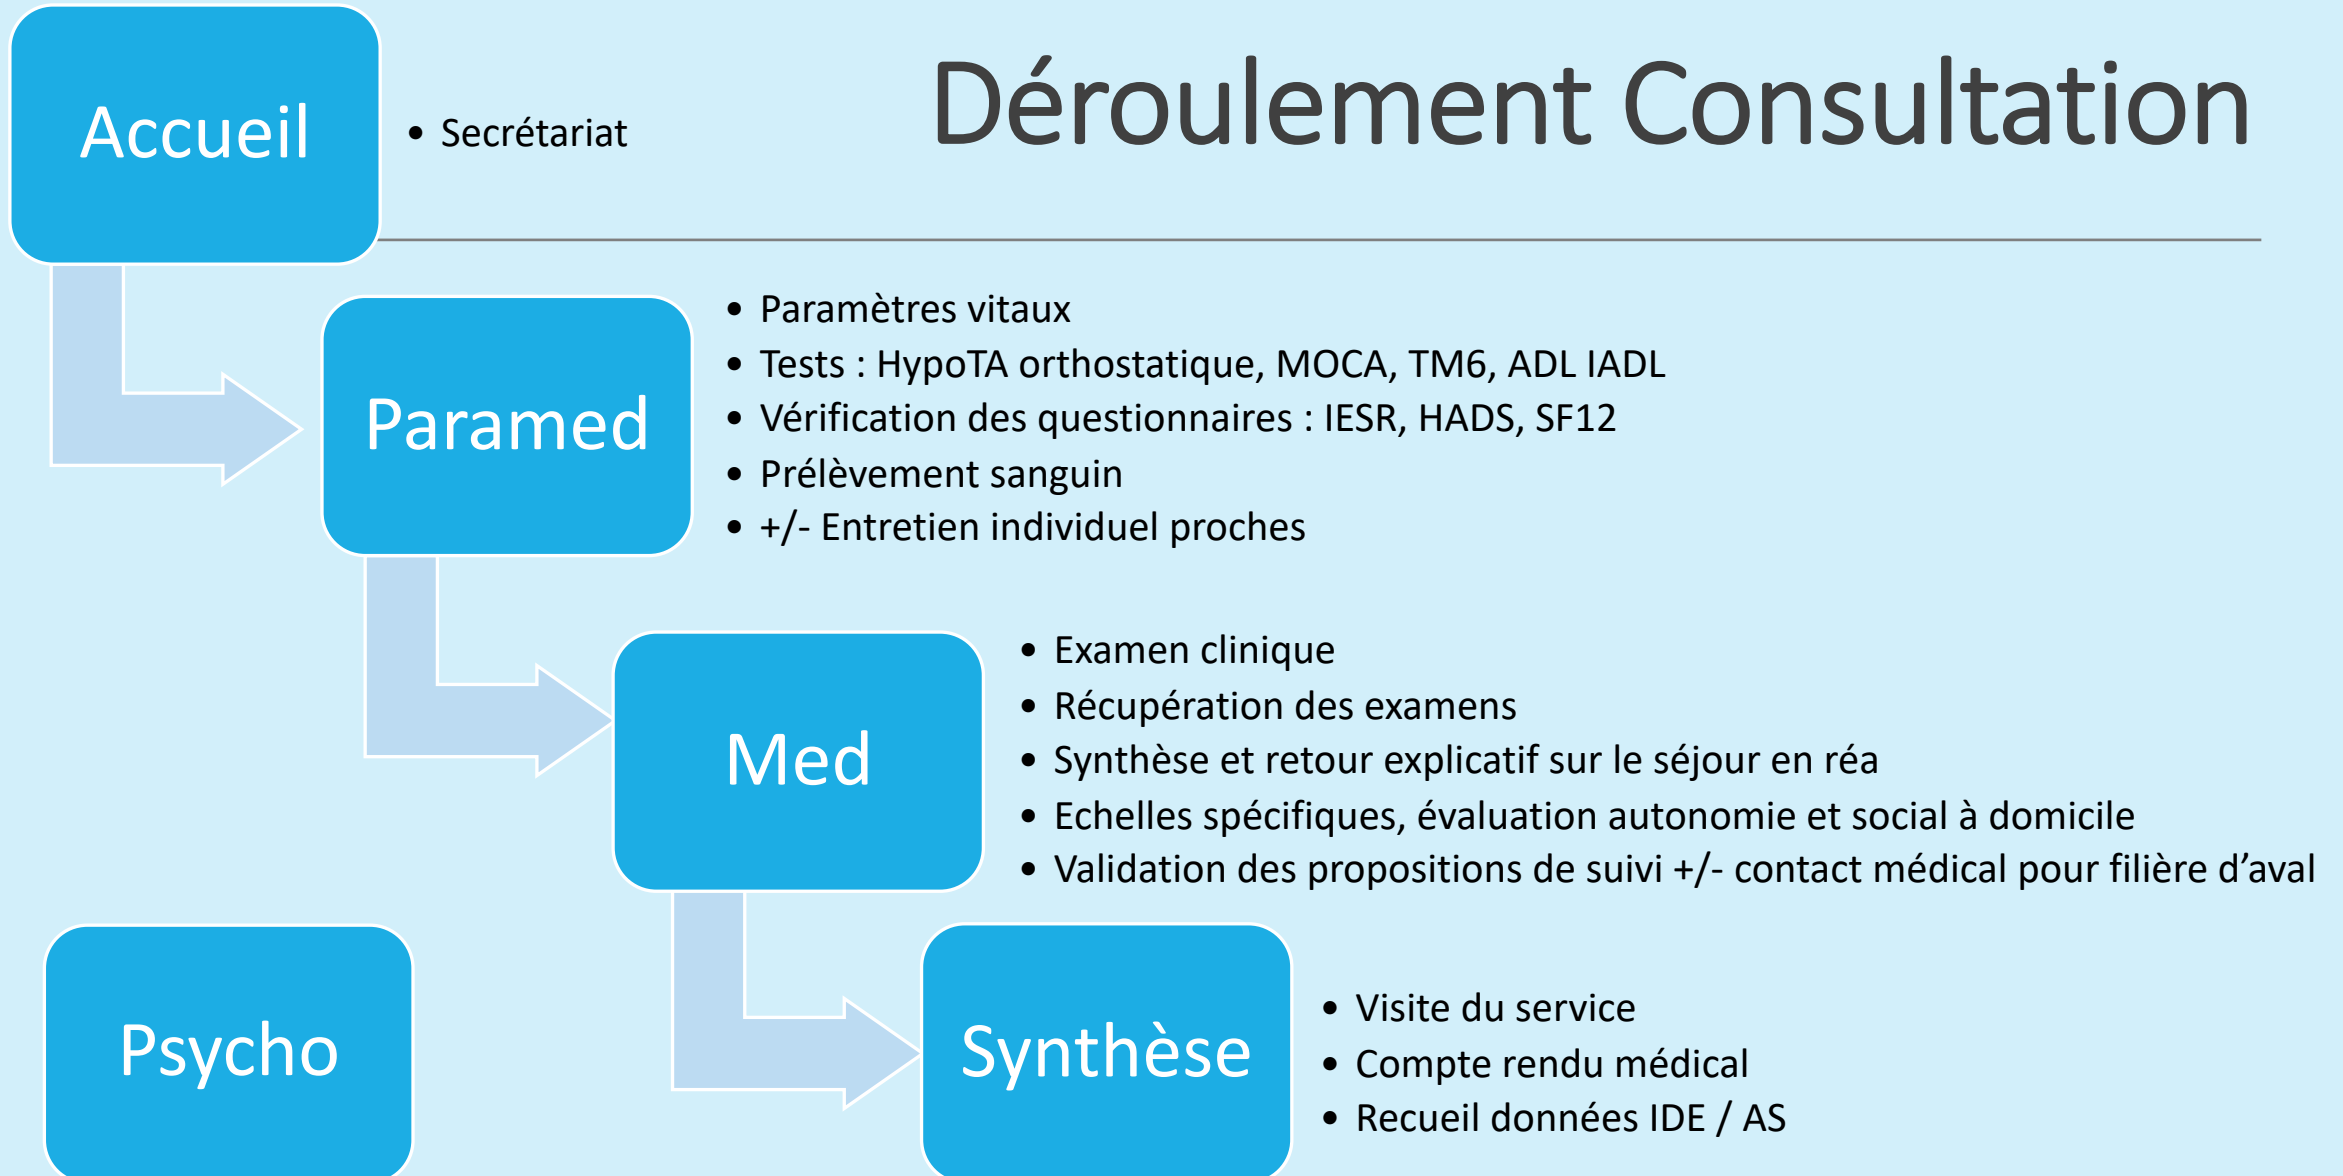 Déroulement Consultation
Accueil
• Secrétariat
Paramed
• Paramètres vitaux
• Tests : HypoTA orthostatique, MOCA, TM6, ADL IADL
• Vérification des questionnaires : IESR, HADS, SF12
• Prélèvement sanguin
• +/- Entretien individuel proches
Med
• Examen clinique
• Récupération des examens
• Synthèse et retour explicatif sur le séjour en réa
• Echelles spécifiques, évaluation autonomie et social à domicile
• Validation des propositions de suivi +/- contact médical pour filière d’aval
Psycho
Synthèse
• Visite du service
• Compte rendu médical
• Recueil données IDE / AS